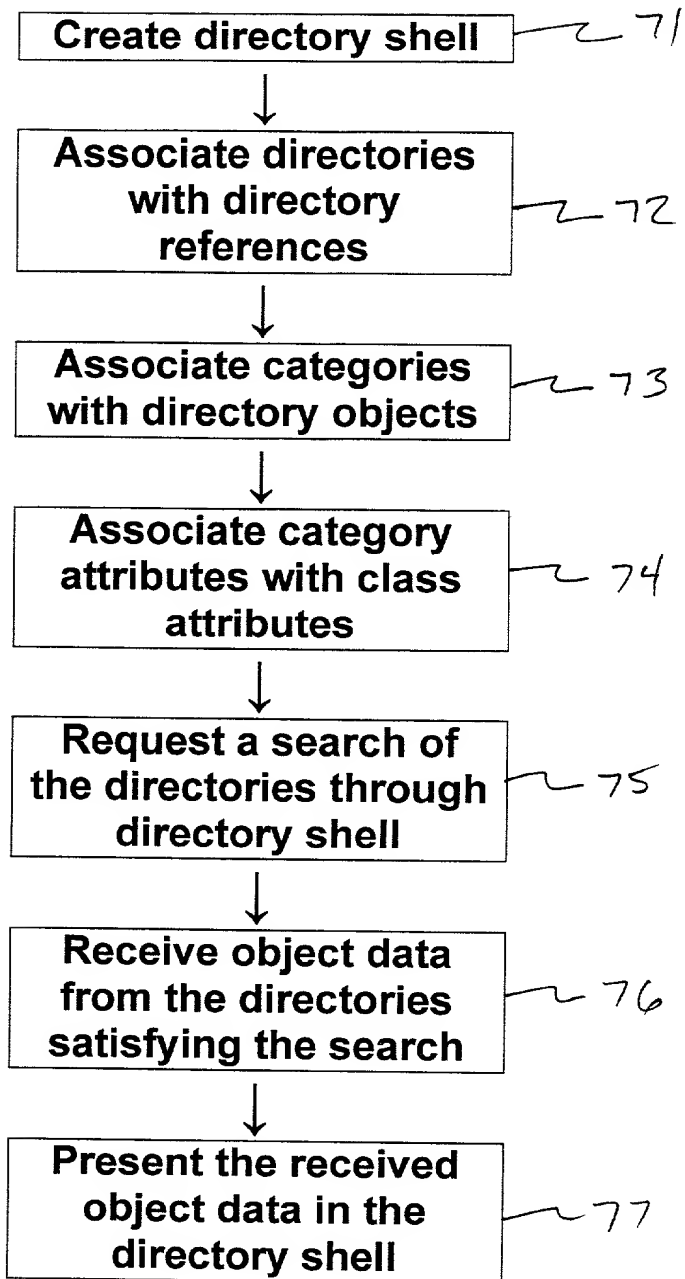 Create directory shell 71
Associate directories
with directory 72
references
Associate categories 73
with directory objects
Associate category
attributes with class 74
attributes
Request a search of
the directories through 75
directory shell
Receive object data
from the directories 76
satisfying the search
Present the received
object data in the 77
directory shell